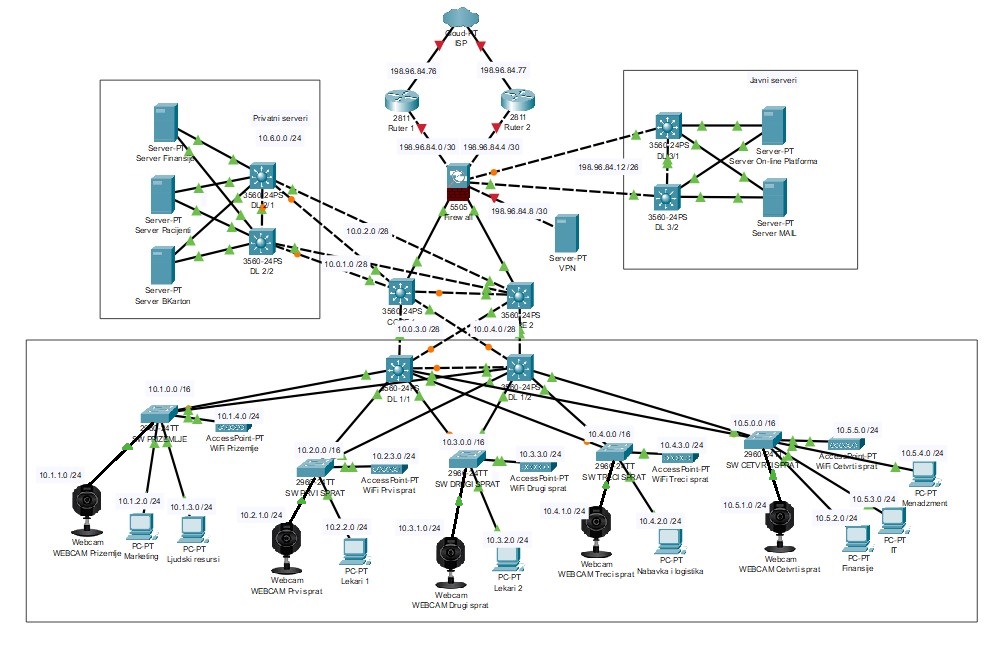 Cloud-PT
ISP
198.96.84.76
198.96.84.77
2811
Ruter 1
2811
Ruter 2
198.96.84.0 /30
198.96.84.4 /30
5505
Firewall
198.96.84.8 /30
Server-PT
VPN
198.96.84.12 /26
Javni serveri
3560-24PS
DL 3/1
3560-24PS
DL 3/2
Server-PT
Server On-line Platforma
Server-PT
Server MAIL
Privatni serveri
10.6.0.0 /24
Server-PT
Server Finansije
Server-PT
Server Pacijenti
Server-PT
Server BKarton
3560-24PS
DL 2/1
3560-24PS
DL 2/2
10.0.2.0 /28
10.0.1.0 /28
3560-24PS
3560-24PS
10.0.3.0 /28
10.0.4.0 /28
3560-24PS
DL 1/1
3560-24PS
DL 1/2
10.1.0.0 /16
2960-24TT
SW PRIZEMLJE
10.1.4.0 /24
AccessPoint-PT
WiFi Prizemlje
10.1.1.0 /24
Webcam
WEBCAM Prizemlje
10.1.2.0 /24
PC-PT
Marketing
10.1.3.0 /24
PC-PT
Ljudski resursi
10.2.0.0 /16
2960-24TT
SW PRVI SPRAT
10.2.3.0 /24
AccessPoint-PT
WiFi Prvi sprat
10.2.1.0 /24
Webcam
WEBCAM Prvi sprat
10.2.2.0 /24
PC-PT
Lekari 1
10.3.0.0 /16
2960-24TT
SW DRUGI SPRAT
10.3.3.0 /24
AccessPoint-PT
WiFi Drugi sprat
10.3.1.0 /24
Webcam
WEBCAM Drugi sprat
10.3.2.0 /24
PC-PT
Lekari 2
10.4.0.0 /16
2960-24TT
SW TRECI SPRAT
10.4.3.0 /24
AccessPoint-PT
WiFi Treci sprat
10.4.1.0 /24
Webcam
WEBCAM Treci sprat
10.4.2.0 /24
PC-PT
Nabavka i logistika
10.5.0.0 /16
2960-24TT
SW CETVRTI SPRAT
10.5.5.0 /24
AccessPoint-PT
WiFi Cetvrti sprat
10.5.1.0 /24
Webcam
WEBCAM Cetvrti sprat
10.5.2.0 /24
PC-PT
Finansije
10.5.3.0 /24
PC-PT
IT
10.5.4.0 /24
PC-PT
Menadzment